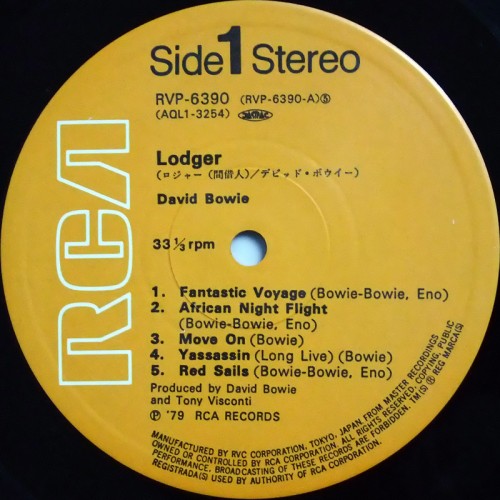 Side 1 Stereo
RVP-6390 (RVP-6390-A)⑤
(AQL1-3254)
Lodger
(ロジャー(間借人)/デビッド・ボウイー)
David Bowie
33 1/3 rpm
1. Fantastic Voyage (Bowie-Bowie, Eno)
2. African Night Flight
(Bowie-Bowie, Eno)
3. Move On (Bowie)
4. Yassassin (Long Live) (Bowie)
5. Red Sails (Bowie-Bowie, Eno)
Produced by David Bowie
and Tony Visconti
Ⓟ '79 RCA RECORDS
RCA
MANUFACTURED BY RVC CORPORATION, TOKYO, JAPAN, FROM MASTER RECORDINGS
OWNED OR CONTROLLED BY RCA CORPORATION. ALL RIGHTS RESERVED. COPYING, PUBLIC
PERFORMANCE, BROADCASTING OF THESE RECORDS ARE FORBIDDEN. TM(S) ® REG MARCA(S)
REGISTRADA(S) USED BY AUTHORITY OF RCA CORPORATION.